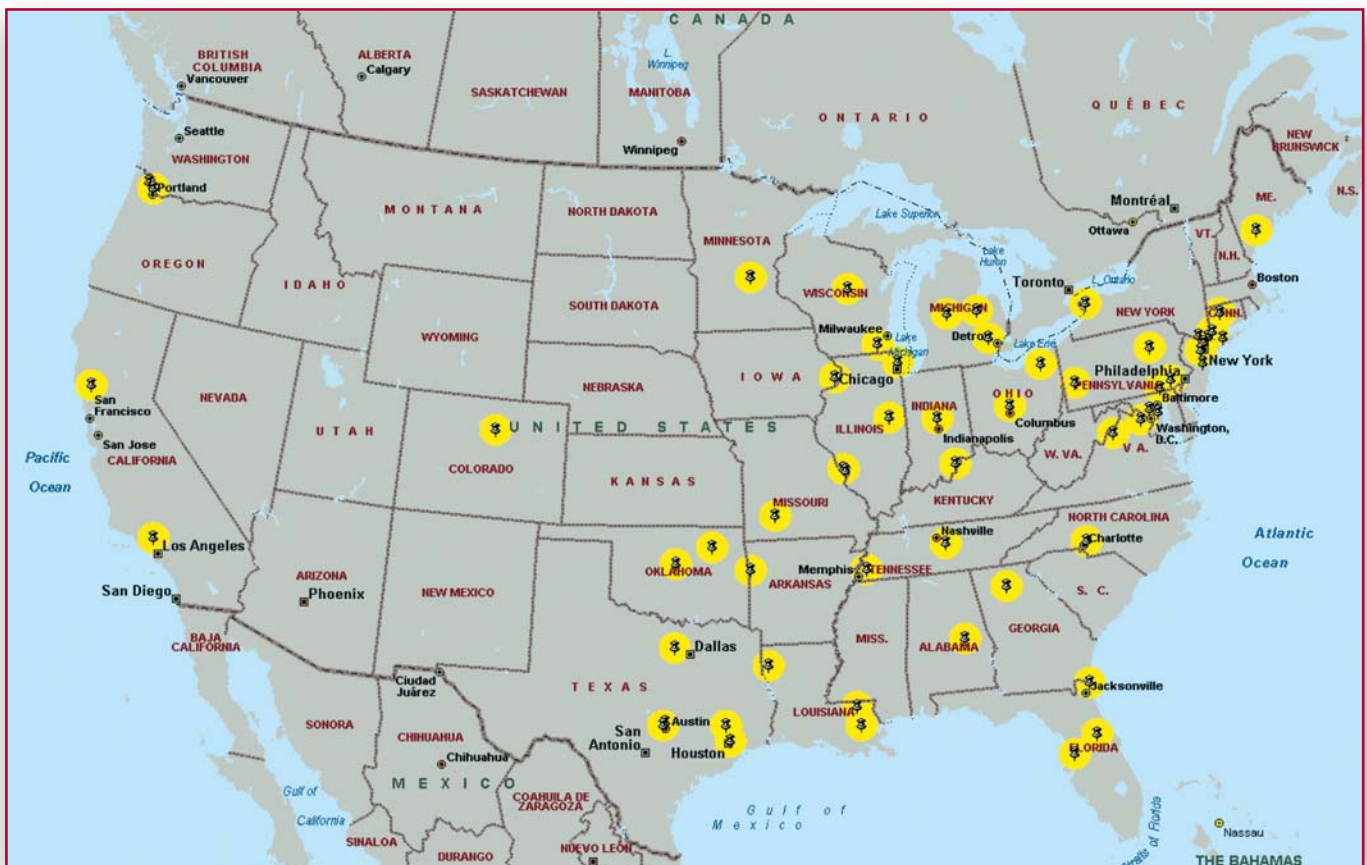 CANADA
BRITISH
COLUMBIA
Vancouver
ALBERTA
Calgary
SASKATCHEWAN
L.
Winnipeg
MANITOBA
Winnipeg
ONTARIO
QUÉBEC
NEW
BRUNSWICK
N.S.
Seattle
WASHINGTON
Portland
MONTANA
NORTH DAKOTA
MINNESOTA
Lake Superior
Lake
Huron
Montréal
Ottawa
ME.
VT.
N.H.
Boston
OREGON
IDAHO
SOUTH DAKOTA
WISCONSIN
MICHIGAN
Toronto
L. Ontario
NEW YORK
CONN.
WYOMING
Milwaukee
Lake
Michigan
Detro
Lake Erie
New York
Philadelphia
PENNSYLVANIA
NEVADA
NEBRASKA
IOWA
Chicago
OHIO
Baltimore
San
Francisco
San Jose
CALIFORNIA
UTAH
UNITED STATES
COLORADO
ILLINOIS
INDIANA
Indianapolis
Columbus
Washington,
D.C.
W. VA.
VA.
Pacific
Ocean
KANSAS
MISSOURI
KENTUCKY
NORTH CAROLINA
Charlotte
Nashville
Atlantic
Ocean
Los Angeles
San Diego
ARIZONA
Phoenix
NEW MEXICO
OKLAHOMA
ARKANSAS
Memphis
TENNESSEE
S. C.
GEORGIA
ALABAMA
MISS.
BAJA
CALIFORNIA
Ciudad
Juárez
Dallas
TEXAS
LOUISIANA
Jacksonville
SONORA
CHIHUAHUA
Chihuahua
Austin
San
Antonio
Houston
FLORIDA
MEXICO
Gulf of
California
COAHUILA DE
ZARAGOZA
Gulf of
Mexico
SINALOA
DURANGO
NUEVO LEÓN
of Florida
Nassau
THE BAHAMAS